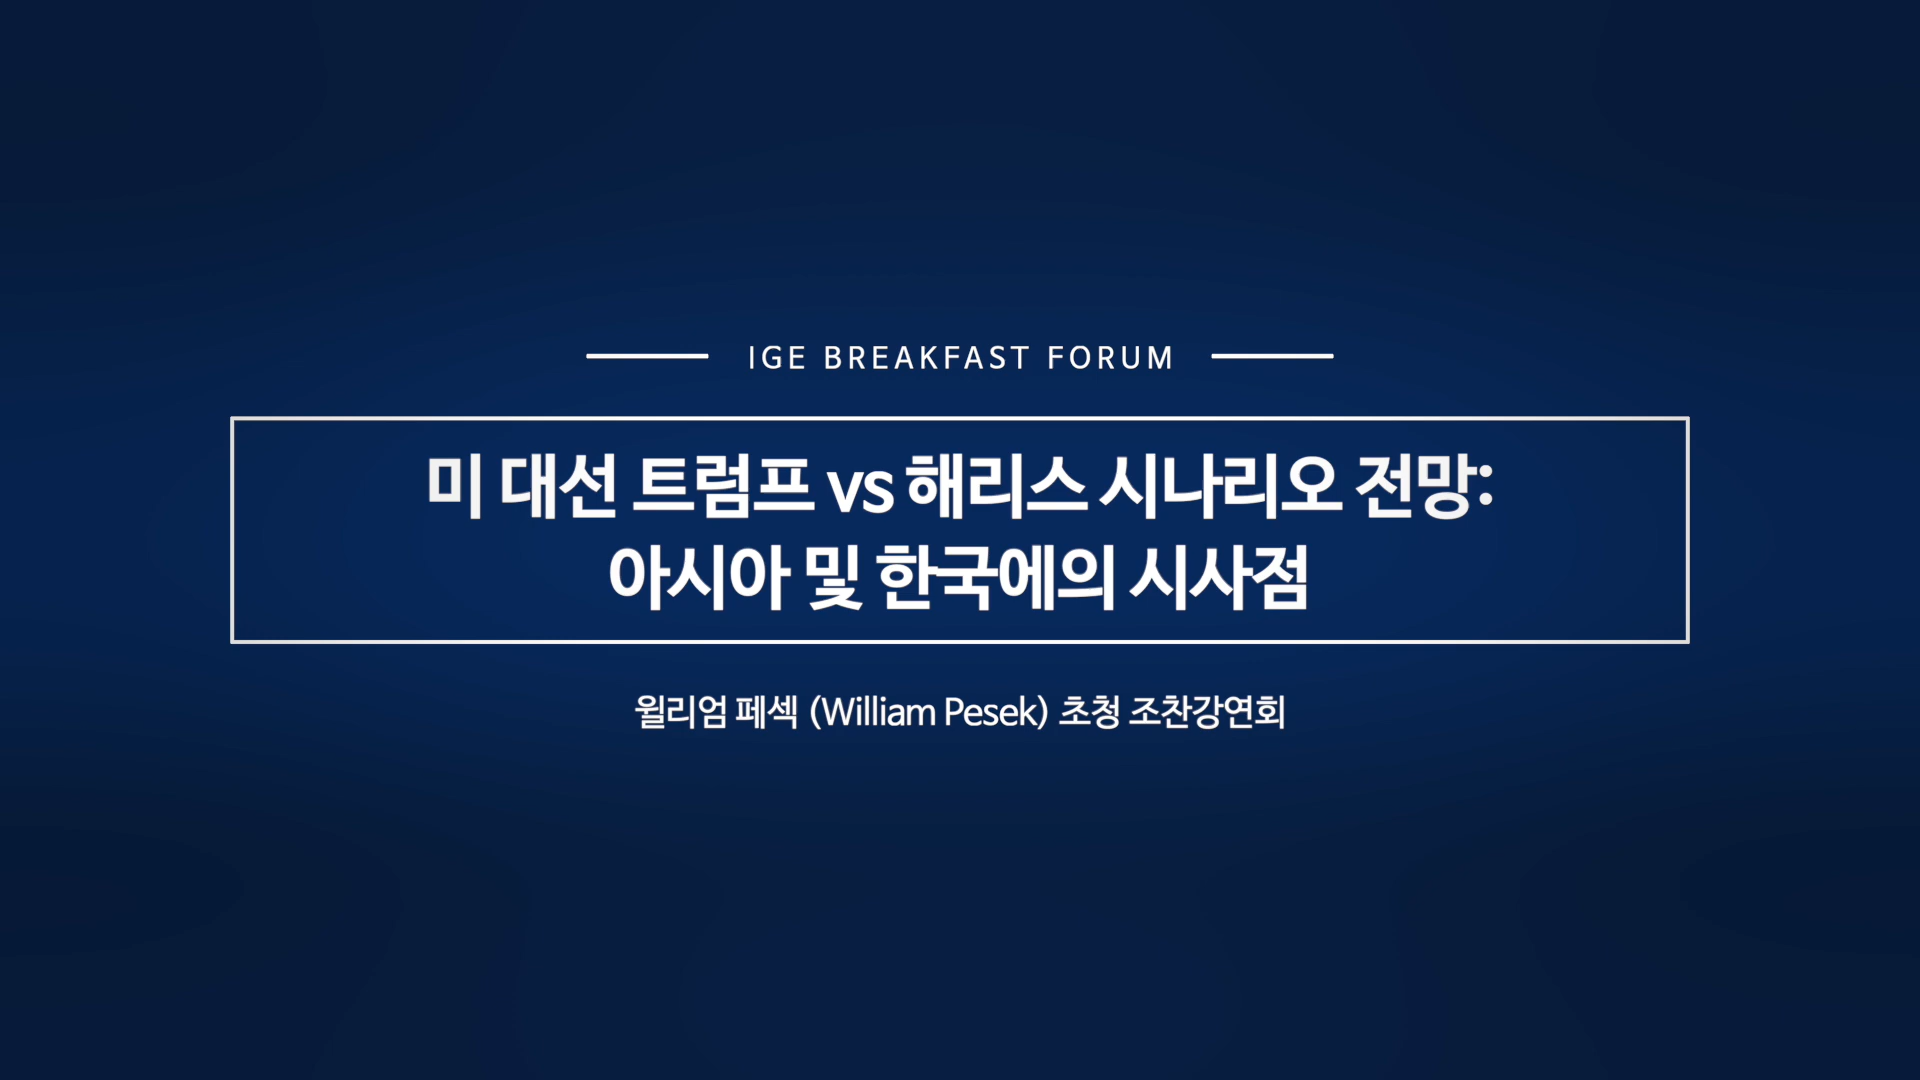 IGE BREAKFAST FORUM
미 대선 트럼프 vs 해리스 시나리오 전망:
아시아 및 한국에의 시사점
윌리엄 페섹 (William Pesek) 초청 조찬강연회